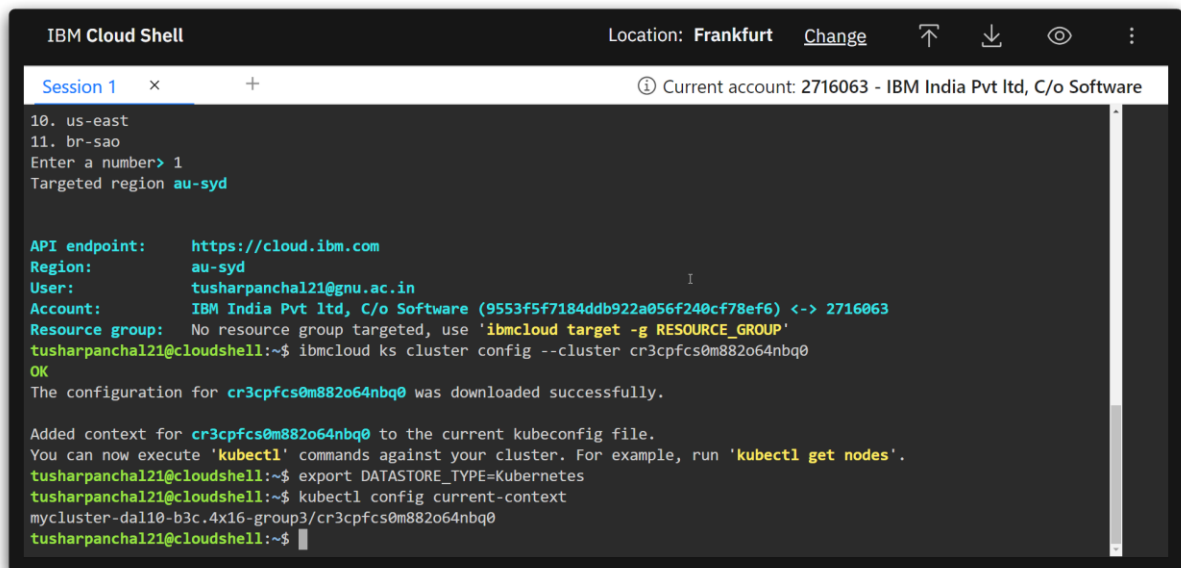 IBM Cloud Shell
Location: Frankfurt Change
Session 1 × +
Current account: 2716063 - IBM India Pvt ltd, C/o Software
10. us-east
11. br-sao
Enter a number> 1
Targeted region au-syd
API endpoint: https://cloud.ibm.com
Region: au-syd
User: tusharpanchal21@gnu.ac.in
Account: IBM India Pvt ltd, C/o Software (9553f5f7184ddb922a056f240cf78ef6) <-> 2716063
Resource group: No resource group targeted, use 'ibmcloud target -g RESOURCE_GROUP'
tusharpanchal21@cloudshell:~$ ibmcloud ks cluster config --cluster cr3cpfcs0m882o64nbq0
OK
The configuration for cr3cpfcs0m882o64nbq0 was downloaded successfully.
Added context for cr3cpfcs0m882o64nbq0 to the current kubeconfig file.
You can now execute 'kubectl' commands against your cluster. For example, run 'kubectl get nodes'.
tusharpanchal21@cloudshell:~$ export DATASTORE_TYPE=Kubernetes
tusharpanchal21@cloudshell:~$ kubectl config current-context
mycluster-dal10-b3c.4x16-group3/cr3cpfcs0m882o64nbq0
tusharpanchal21@cloudshell:~$